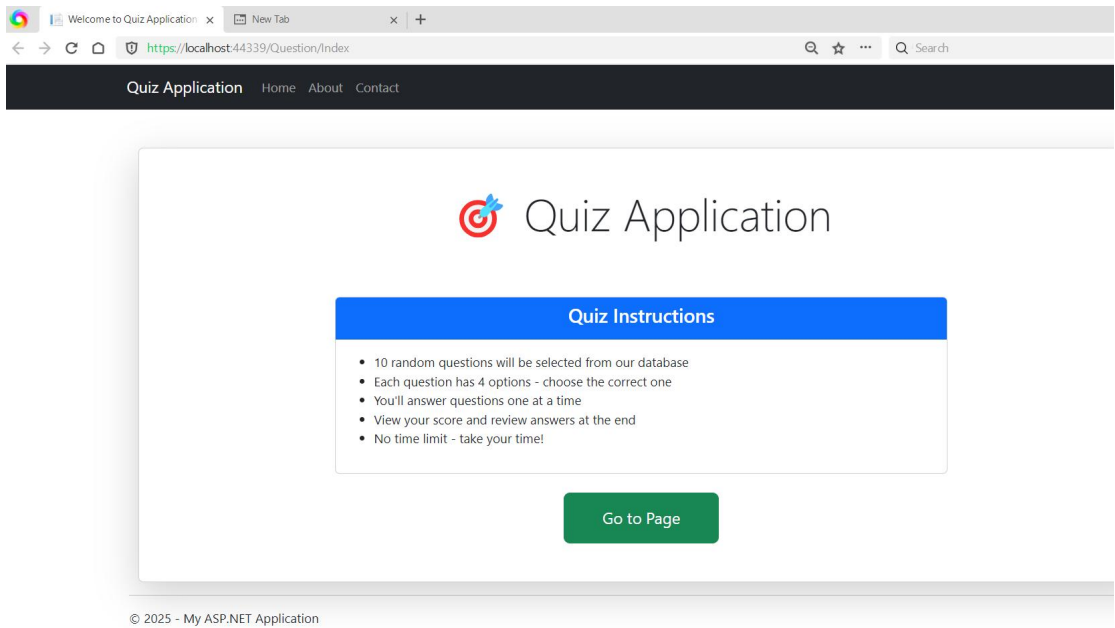 Welcome to Quiz Application
New Tab
https://localhost:44339/Question/Index
Search
Quiz Application Home About Contact
Quiz Application
Quiz Instructions
10 random questions will be selected from our database
Each question has 4 options - choose the correct one
You'll answer questions one at a time
View your score and review answers at the end
No time limit - take your time!
Go to Page
© 2025 - My ASP.NET Application